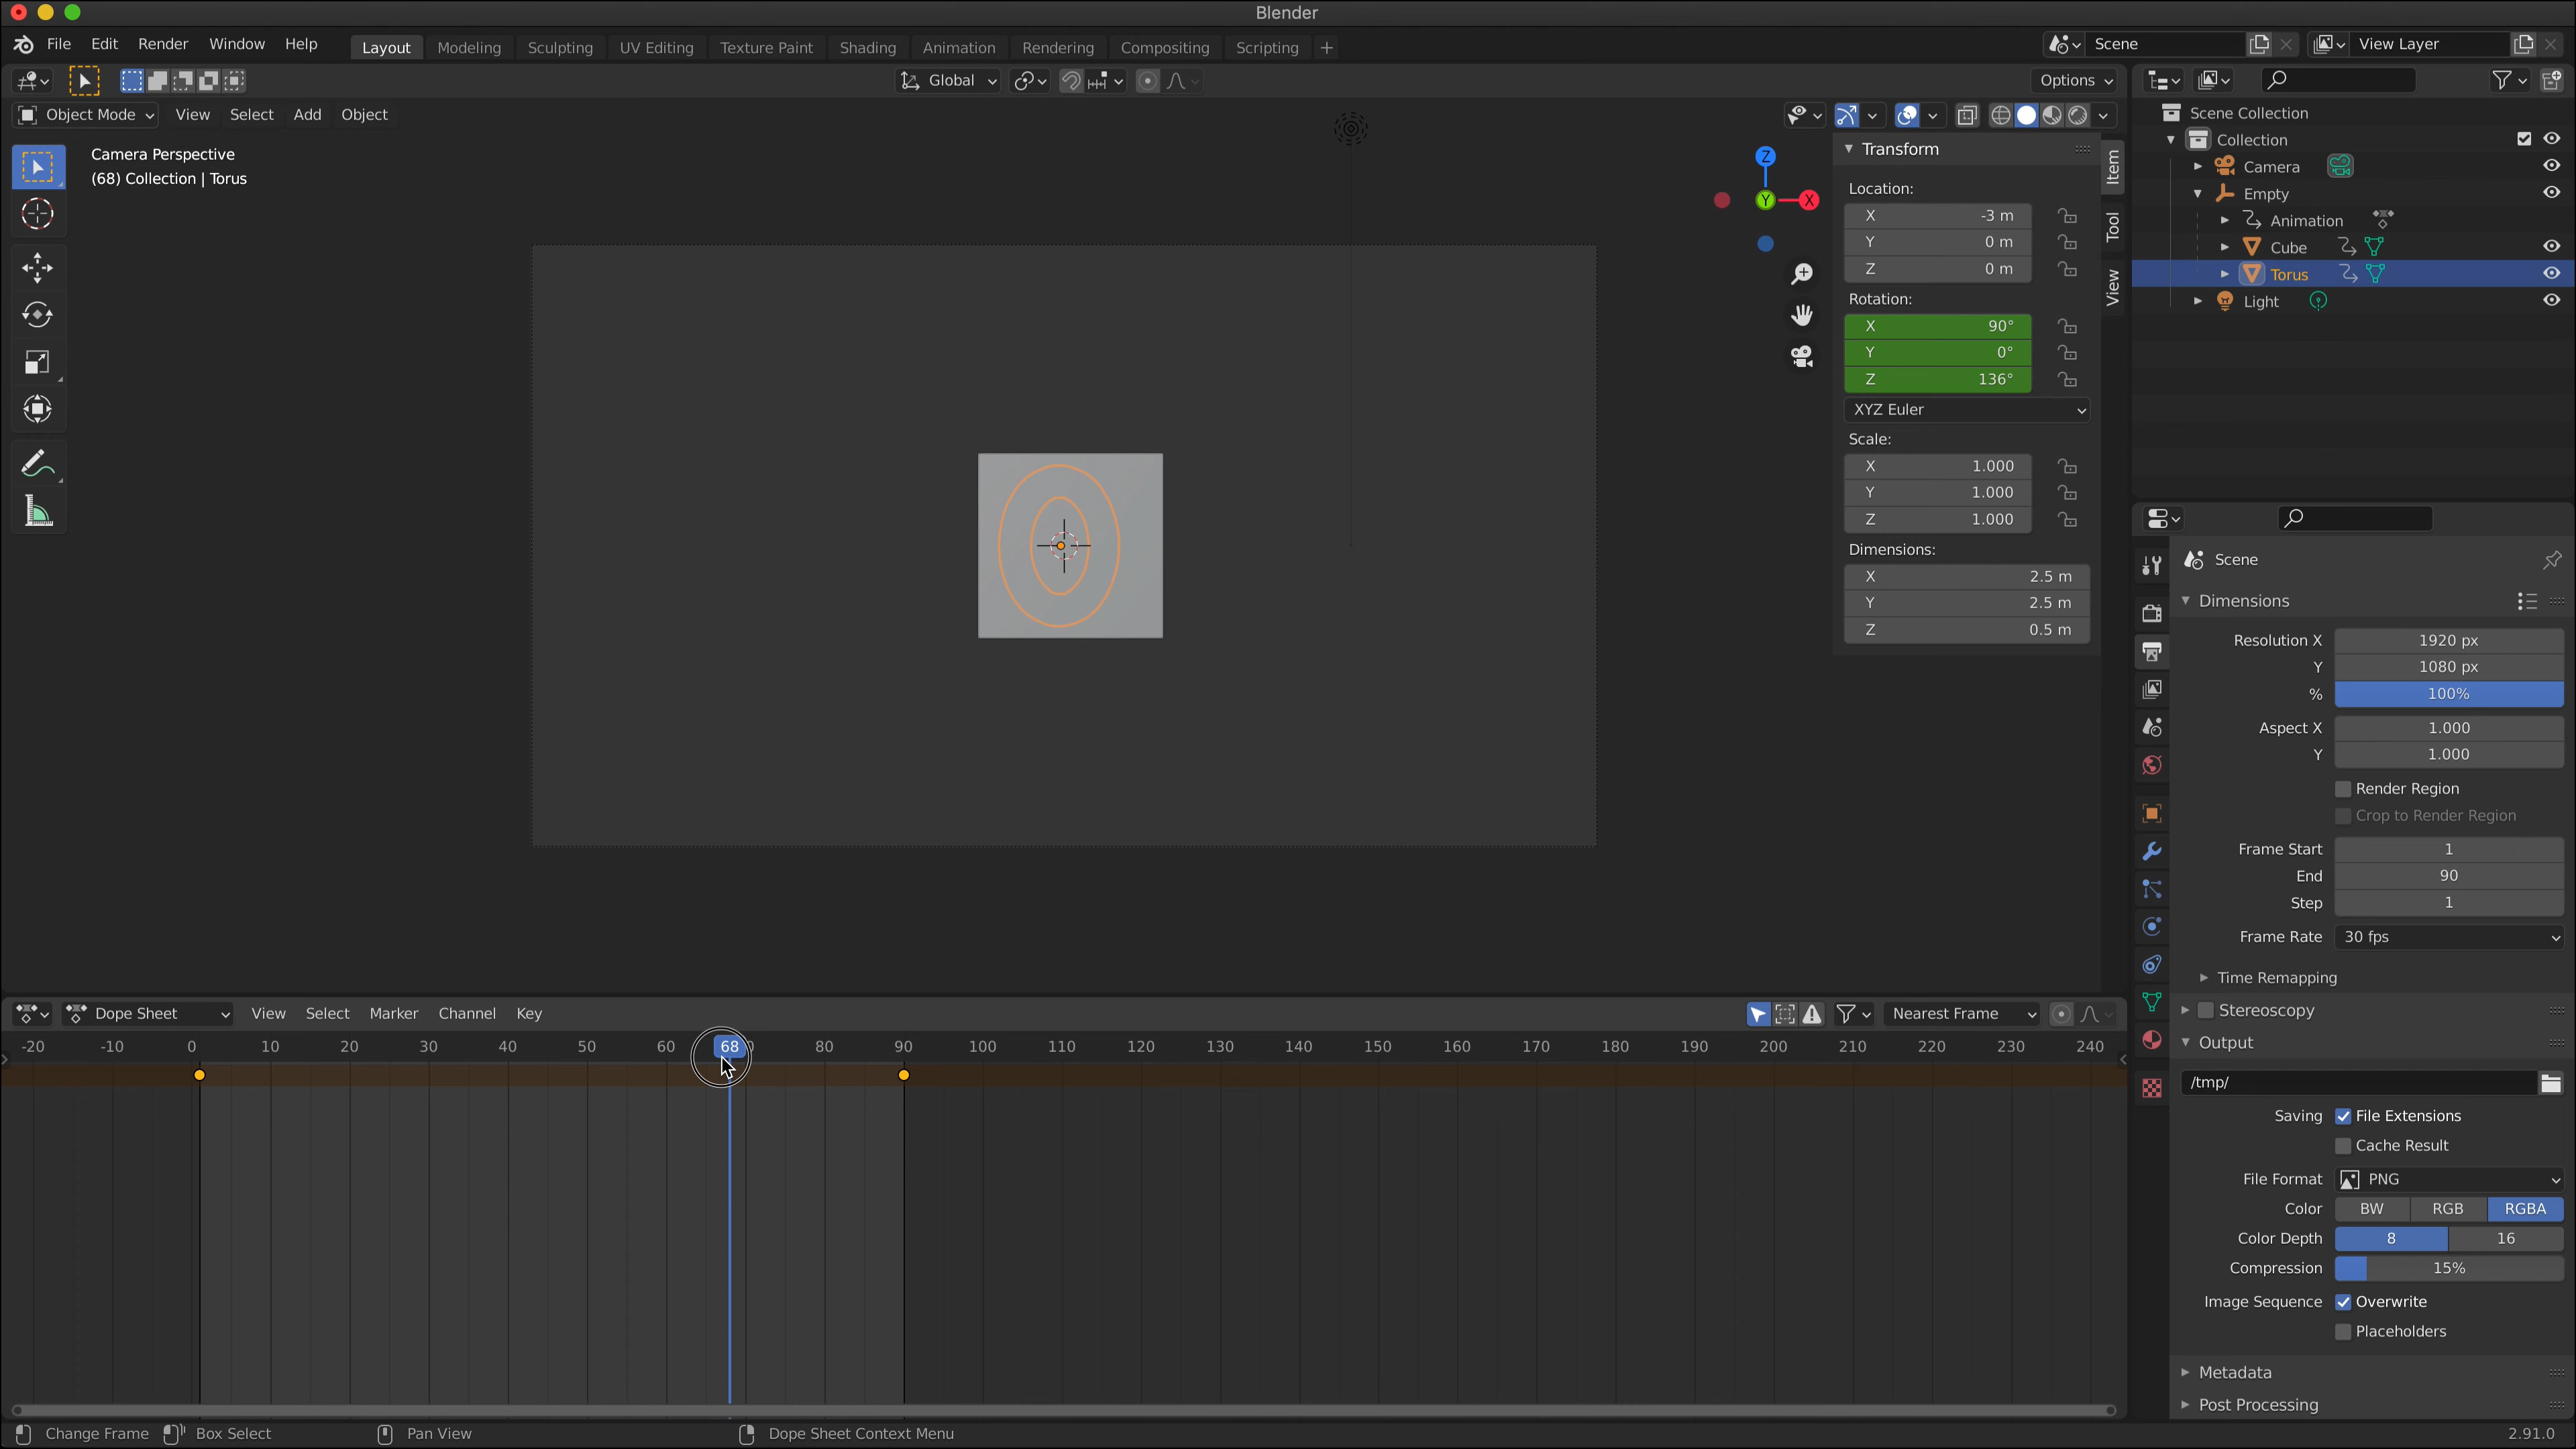 Blender
File Edit Render Window Help Layout Modeling Sculpting UV Editing Texture Paint Shading Animation Rendering Compositing Scripting + Scene View Layer
Global Options
Object Mode View Select Add Object
Camera Perspective
(68) Collection | Torus
Z
Y X
Transform
Location:
X -3 m
Y 0 m
Z 0 m
Rotation:
X 90°
Y 0°
Z 136°
XYZ Euler
Scale:
X 1.000
Y 1.000
Z 1.000
Dimensions:
X 2.5 m
Y 2.5 m
Z 0.5 m
Item
Tool
View
Scene Collection
Collection
Camera
Empty
Animation
Cube
Torus
Light
Scene
Dimensions
Resolution X 1920 px
Y 1080 px
% 100%
Aspect X 1.000
Y 1.000
Render Region
Crop to Render Region
Frame Start 1
End 90
Step 1
Frame Rate 30 fps
Time Remapping
Stereoscopy
Output
/tmp/
Saving File Extensions
Cache Result
File Format PNG
Color BW RGB RGBA
Color Depth 8 16
Compression 15%
Image Sequence Overwrite
Placeholders
Metadata
Post Processing
Dope Sheet View Select Marker Channel Key Nearest Frame
-20 -10 0 10 20 30 40 50 60 68 80 90 100 110 120 130 140 150 160 170 180 190 200 210 220 230 240
Change Frame Box Select Pan View Dope Sheet Context Menu 2.91.0